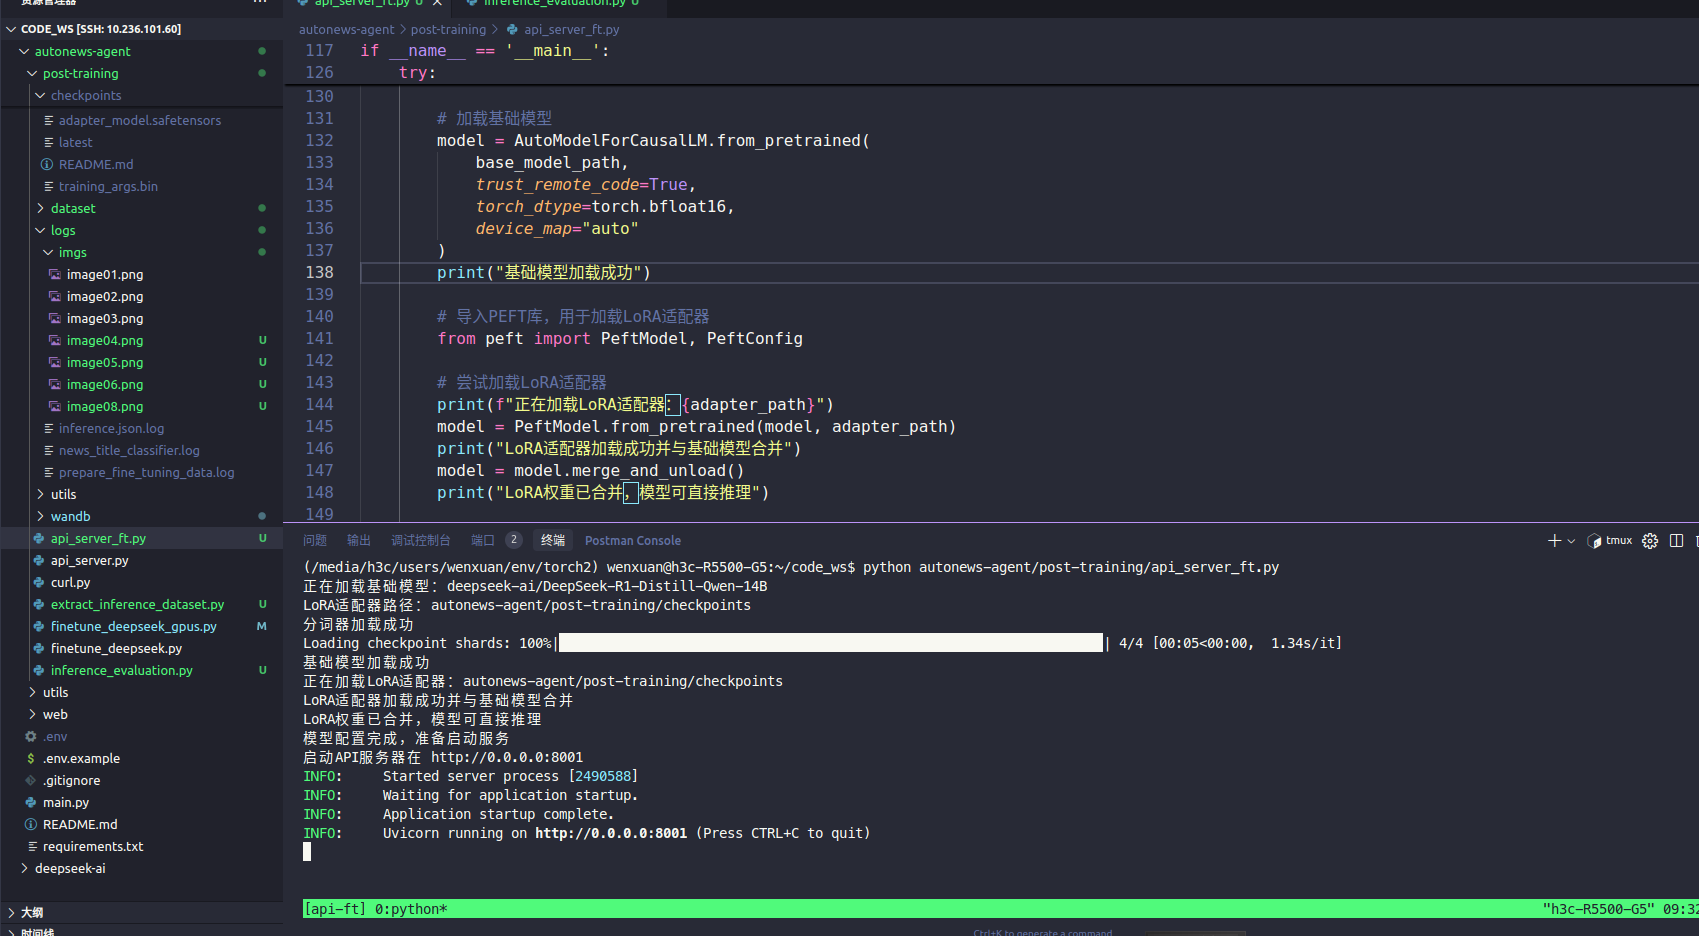 资源管理器
api_server_ft.py U
inference_evaluation.py U
CODE_WS [SSH: 10.236.101.60]
autonews-agent
post-training
checkpoints
adapter_model.safetensors
latest
README.md
training_args.bin
dataset
logs
imgs
image01.png
image02.png
image03.png
image04.png U
image05.png U
image06.png U
image08.png U
inference.json.log
news_title_classifier.log
prepare_fine_tuning_data.log
utils
wandb
api_server_ft.py U
api_server.py
curl.py
extract_inference_dataset.py U
finetune_deepseek_gpus.py M
finetune_deepseek.py
inference_evaluation.py U
utils
web
.env
.env.example
.gitignore
main.py
README.md
requirements.txt
deepseek-ai
大纲
时间线
autonews-agent > post-training > api_server_ft.py
117 if __name__ == '__main__':
126 try:
130
131 # 加载基础模型
132 model = AutoModelForCausalLM.from_pretrained(
133 base_model_path,
134 trust_remote_code=True,
135 torch_dtype=torch.bfloat16,
136 device_map="auto"
137 )
138 print("基础模型加载成功")
139
140 # 导入PEFT库，用于加载LoRA适配器
141 from peft import PeftModel, PeftConfig
142
143 # 尝试加载LoRA适配器
144 print(f"正在加载LoRA适配器：{adapter_path}")
145 model = PeftModel.from_pretrained(model, adapter_path)
146 print("LoRA适配器加载成功并与基础模型合并")
147 model = model.merge_and_unload()
148 print("LoRA权重已合并，模型可直接推理")
149
问题 输出 调试控制台 端口 2 终端 Postman Console
tmux
(/media/h3c/users/wenxuan/env/torch2) wenxuan@h3c-R5500-G5:~/code_ws$ python autonews-agent/post-training/api_server_ft.py
正在加载基础模型：deepseek-ai/DeepSeek-R1-Distill-Qwen-14B
LoRA适配器路径：autonews-agent/post-training/checkpoints
分词器加载成功
Loading checkpoint shards: 100%| | 4/4 [00:05<00:00, 1.34s/it]
基础模型加载成功
正在加载LoRA适配器：autonews-agent/post-training/checkpoints
LoRA适配器加载成功并与基础模型合并
LoRA权重已合并，模型可直接推理
模型配置完成，准备启动服务
启动API服务器在 http://0.0.0.0:8001
INFO: Started server process [2490588]
INFO: Waiting for application startup.
INFO: Application startup complete.
INFO: Uvicorn running on http://0.0.0.0:8001 (Press CTRL+C to quit)
[api-ft] 0:python* "h3c-R5500-G5" 09:32
Ctrl+K to generate a command